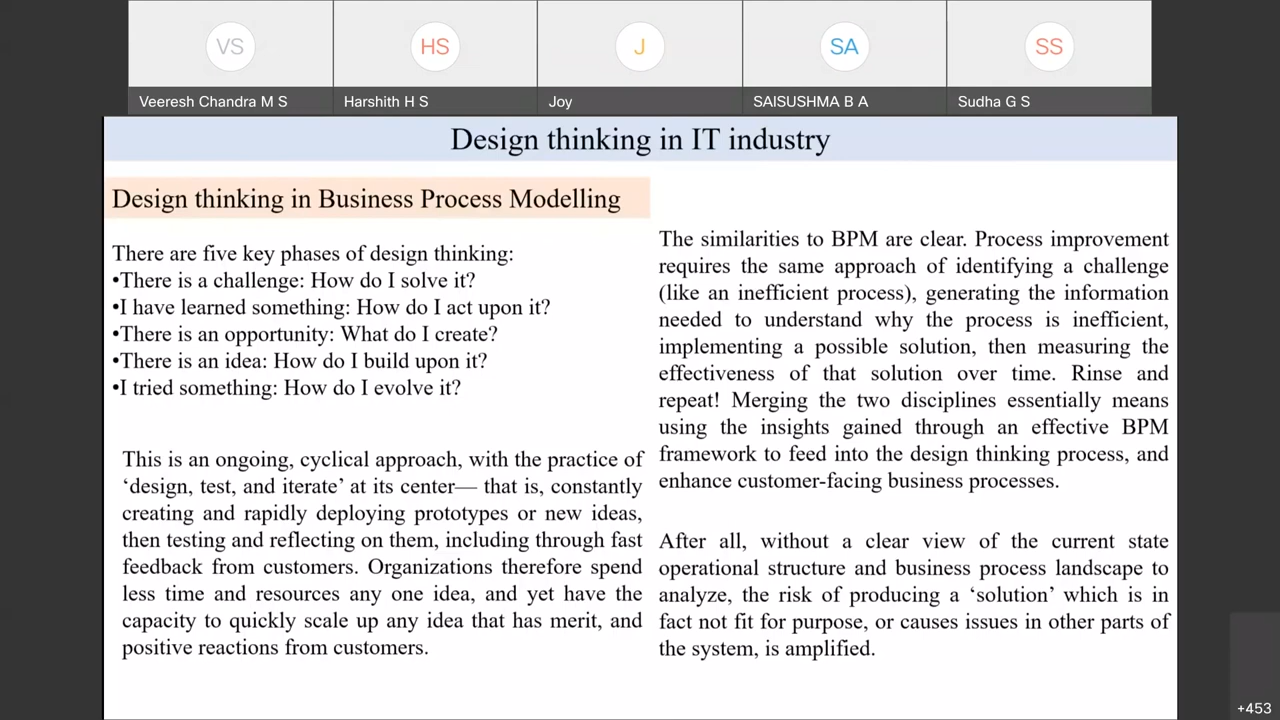 VS
HS
J
SA
SS
Veeresh Chandra M S
Harshith H S
Joy
SAISUSHMA B A
Sudha G S
Design thinking in IT industry
Design thinking in Business Process Modelling
There are five key phases of design thinking:
•There is a challenge: How do I solve it?
•I have learned something: How do I act upon it?
•There is an opportunity: What do I create?
•There is an idea: How do I build upon it?
•I tried something: How do I evolve it?
This is an ongoing, cyclical approach, with the practice of
‘design, test, and iterate’ at its center— that is, constantly
creating and rapidly deploying prototypes or new ideas,
then testing and reflecting on them, including through fast
feedback from customers. Organizations therefore spend
less time and resources any one idea, and yet have the
capacity to quickly scale up any idea that has merit, and
positive reactions from customers.
The similarities to BPM are clear. Process improvement
requires the same approach of identifying a challenge
(like an inefficient process), generating the information
needed to understand why the process is inefficient,
implementing a possible solution, then measuring the
effectiveness of that solution over time. Rinse and
repeat! Merging the two disciplines essentially means
using the insights gained through an effective BPM
framework to feed into the design thinking process, and
enhance customer-facing business processes.
After all, without a clear view of the current state
operational structure and business process landscape to
analyze, the risk of producing a ‘solution’ which is in
fact not fit for purpose, or causes issues in other parts of
the system, is amplified.
+453